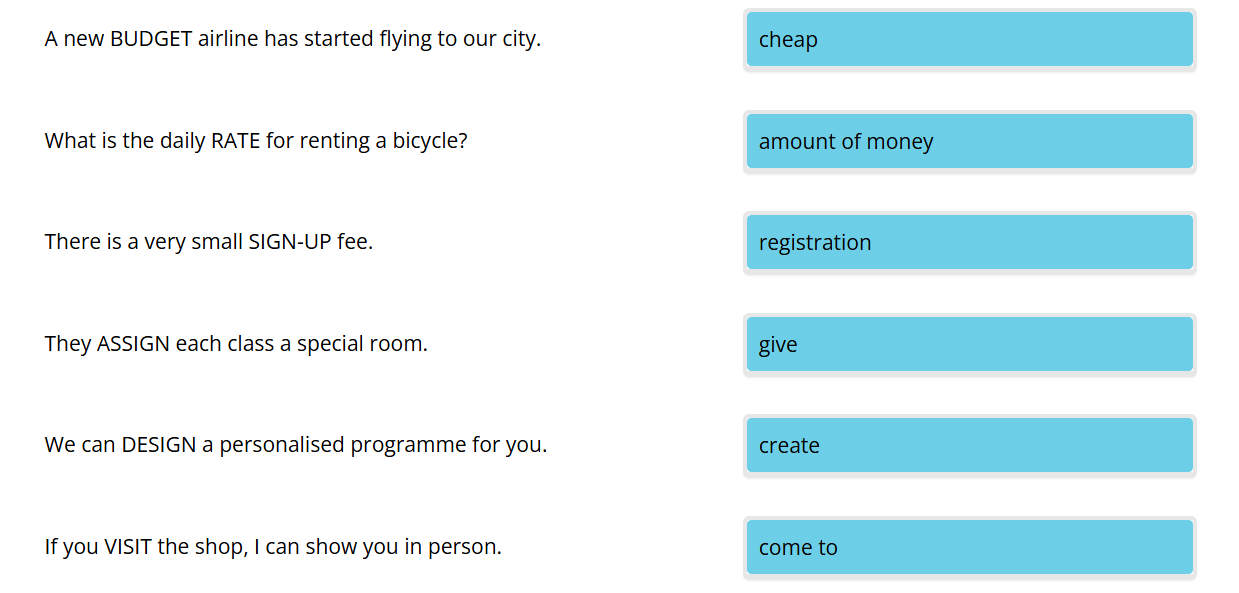 A new BUDGET airline has started flying to our city.
cheap
What is the daily RATE for renting a bicycle?
amount of money
There is a very small SIGN-UP fee.
registration
They ASSIGN each class a special room.
give
We can DESIGN a personalised programme for you.
create
If you VISIT the shop, I can show you in person.
come to